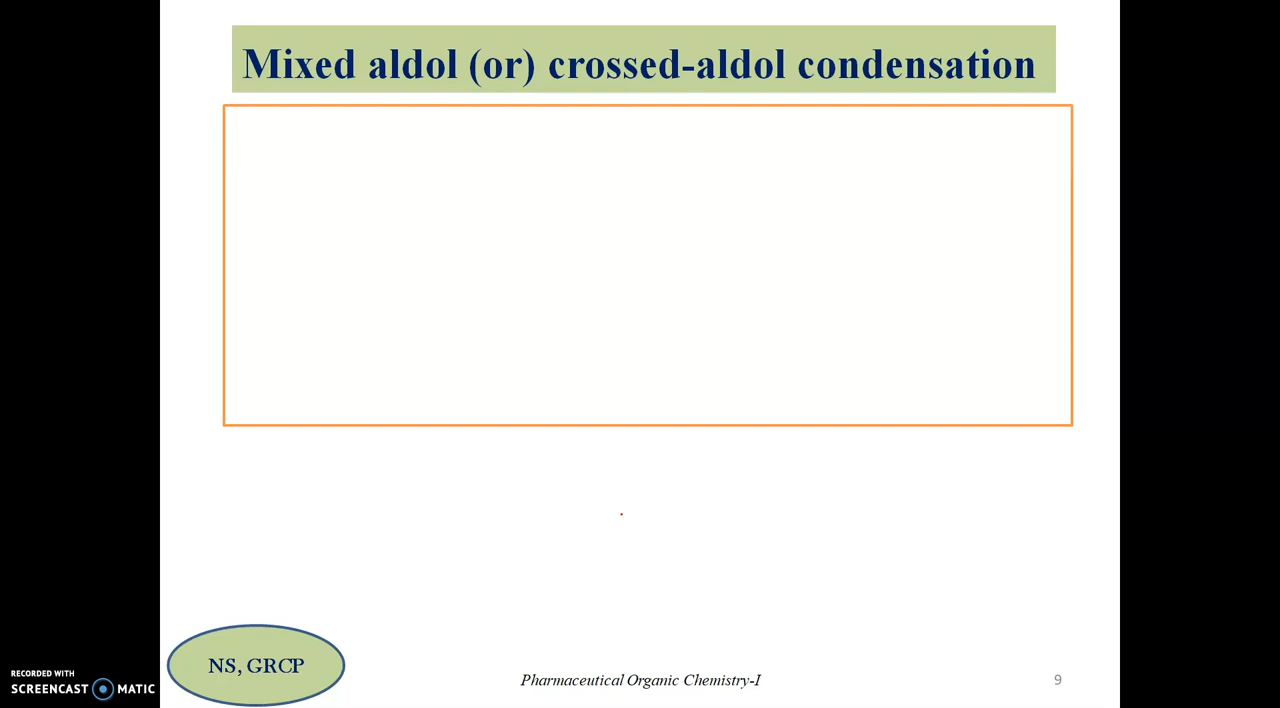 Mixed aldol (or) crossed-aldol condensation
NS, GRCP
Pharmaceutical Organic Chemistry-I
9
RECORDED WITH
SCREENCAST MATIC